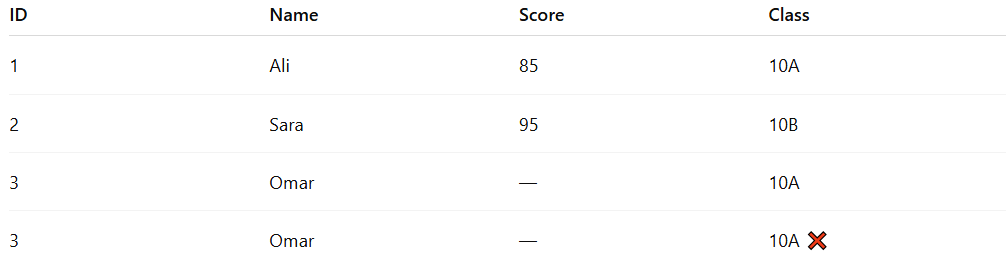 ID Name Score Class
1 Ali 85 10A
2 Sara 95 10B
3 Omar — 10A
3 Omar — 10A ❌